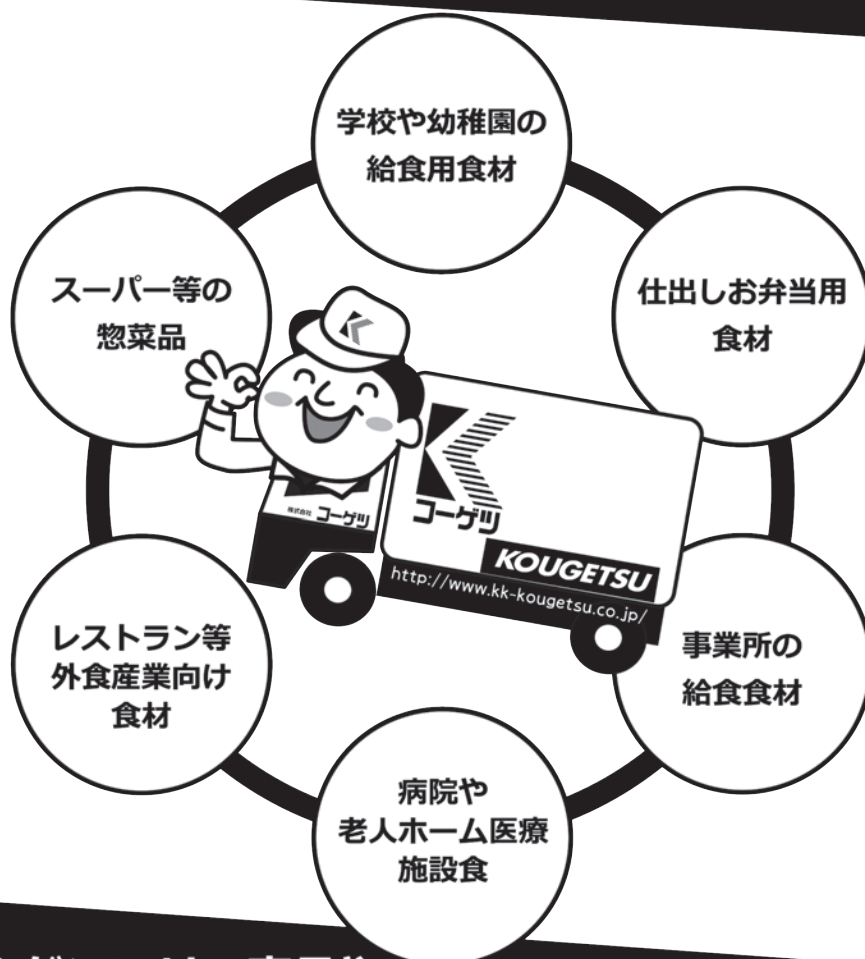 学校や幼稚園の
給食用食材
スーパー等の
惣菜品
仕出しお弁当用
食材
K
K
コーゲツ
株式会社 コーゲツ
KOUGETSU
http://www.kk-kougetsu.co.jp/
レストラン等
外食産業向け
食材
事業所の
給食食材
病院や
老人ホーム医療
施設食